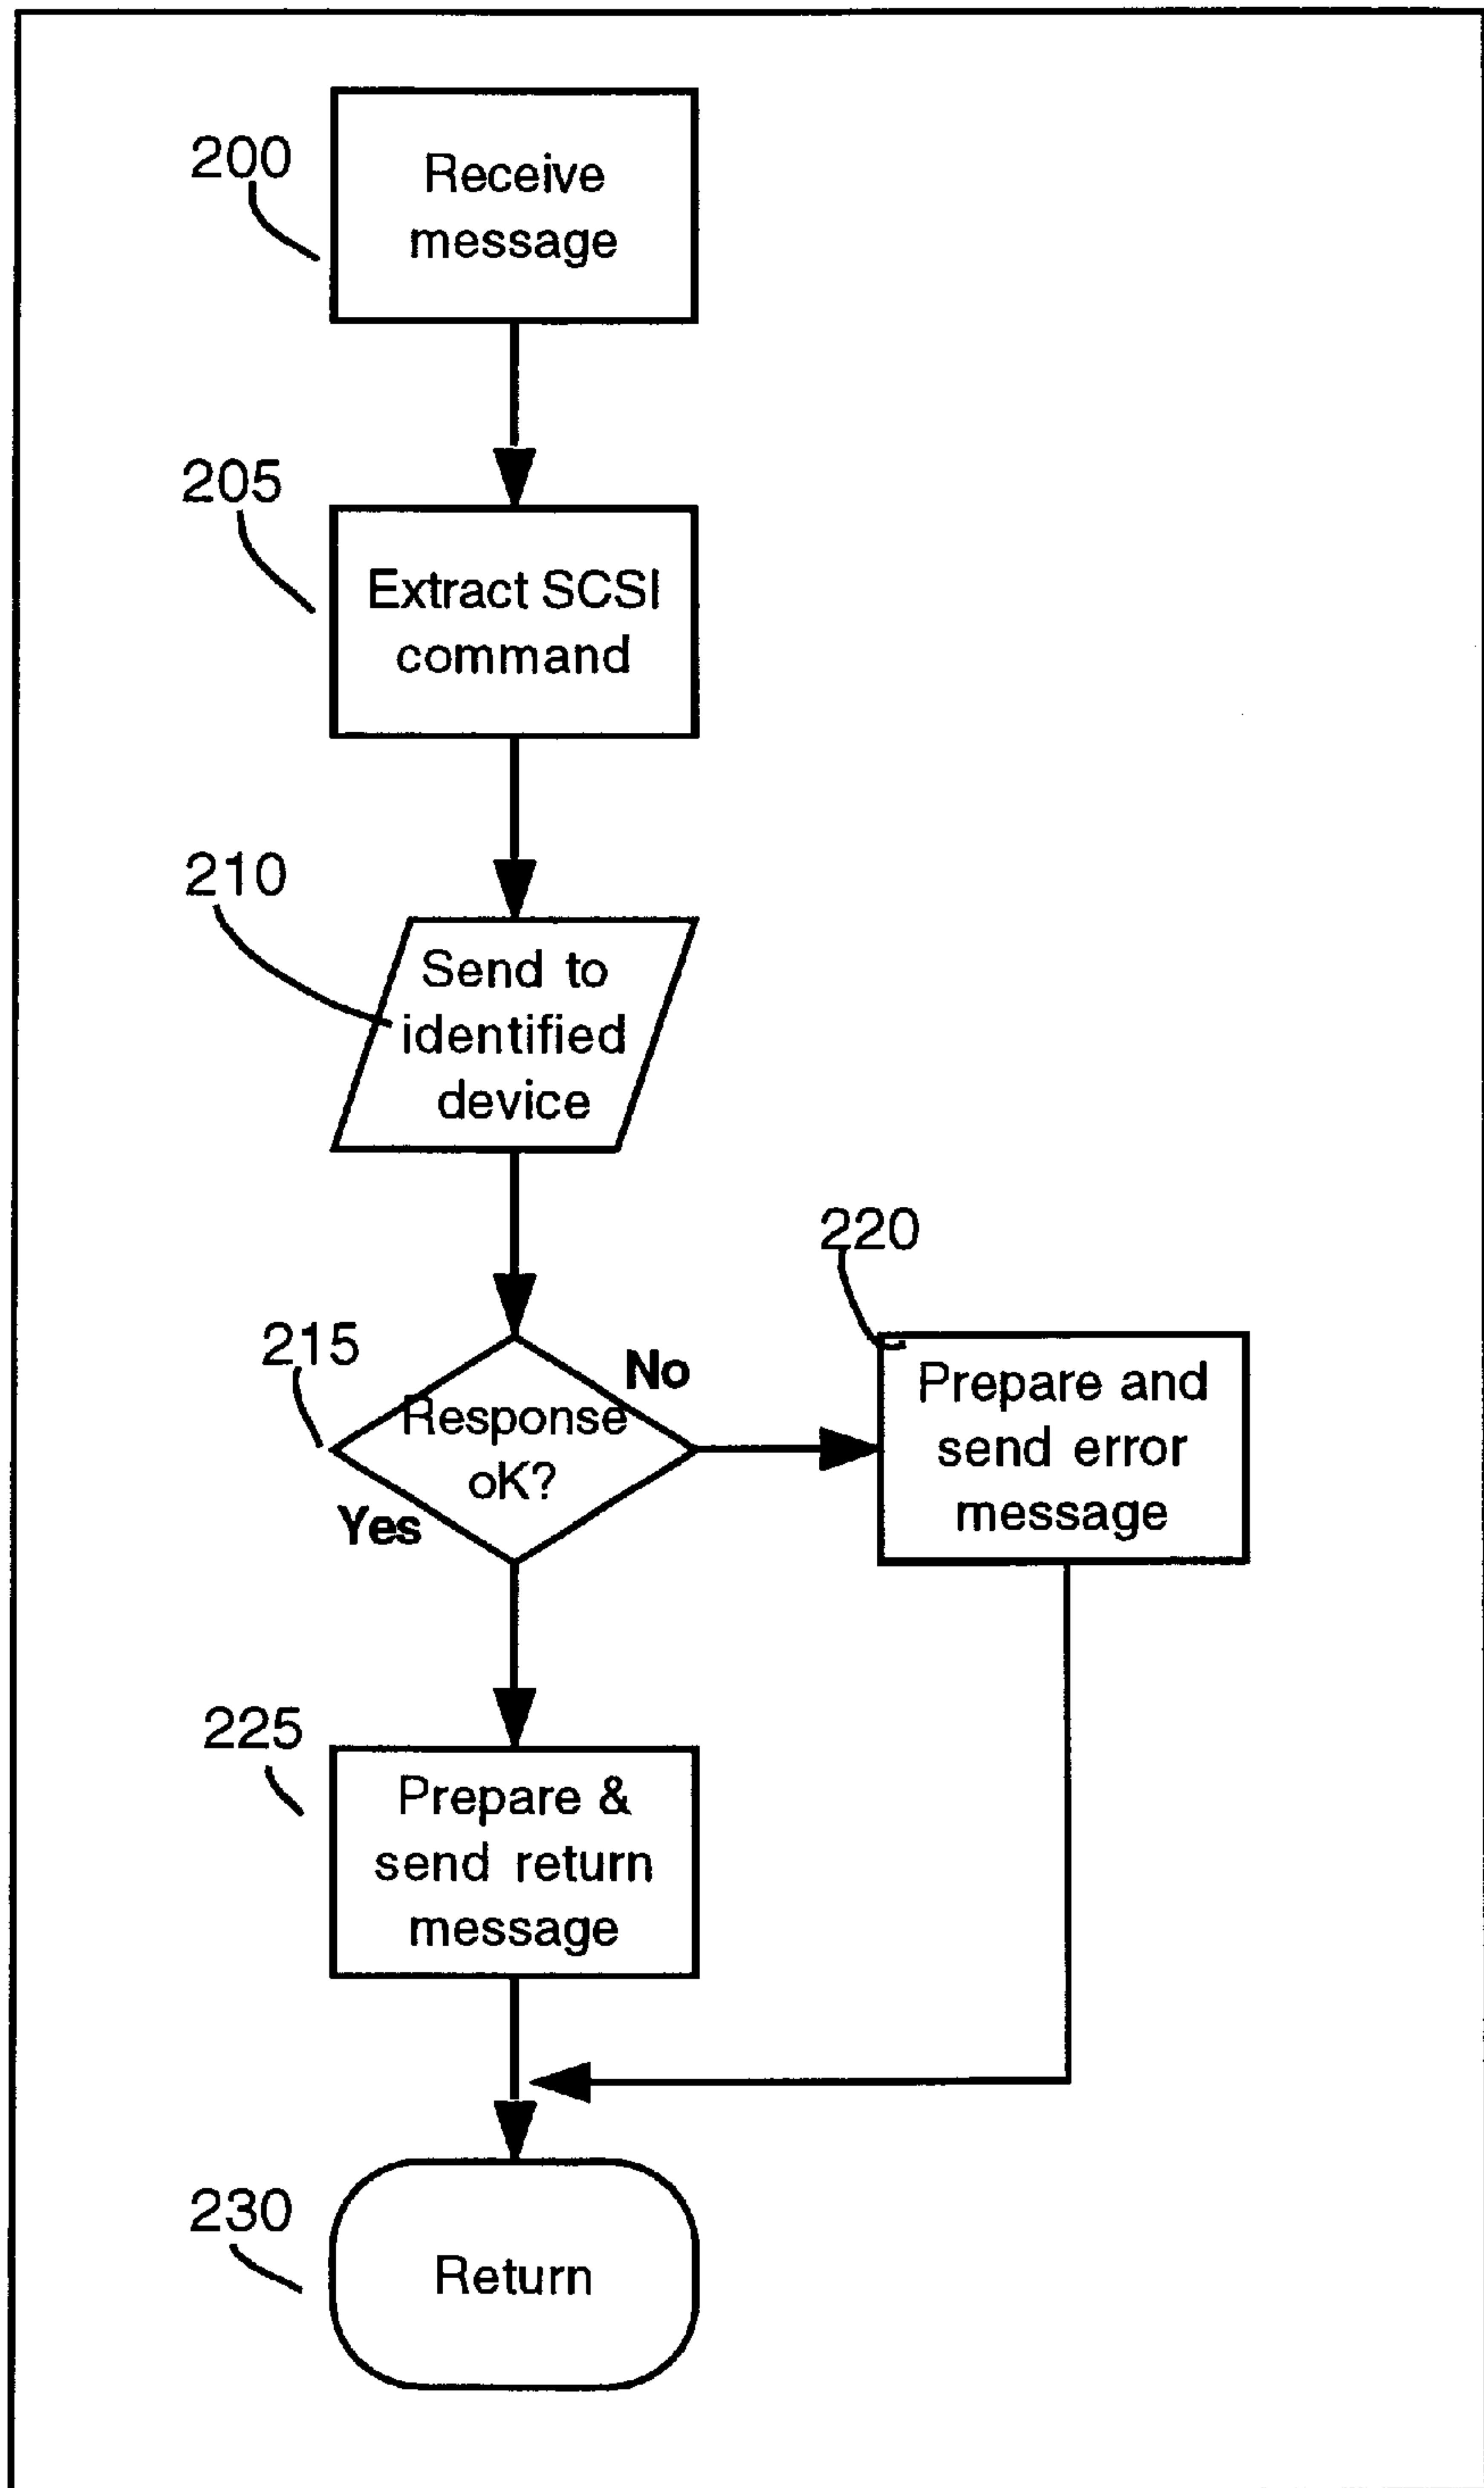 200
Receive
message
205
Extract SCSI
command
210
Send to
identified
device
215
Response
oK?
No
Yes
220
Prepare and
send error
message
225
Prepare &
send return
message
230
Return